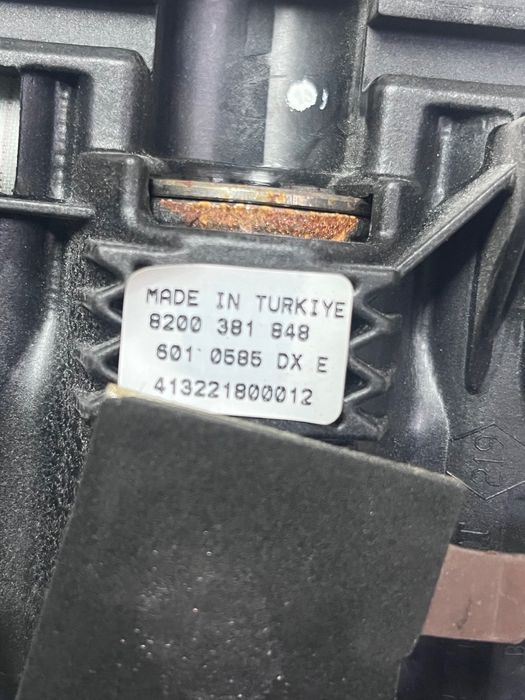 MADE IN TURKIYE
8200 381 848
601 0585 DX E
413221800012